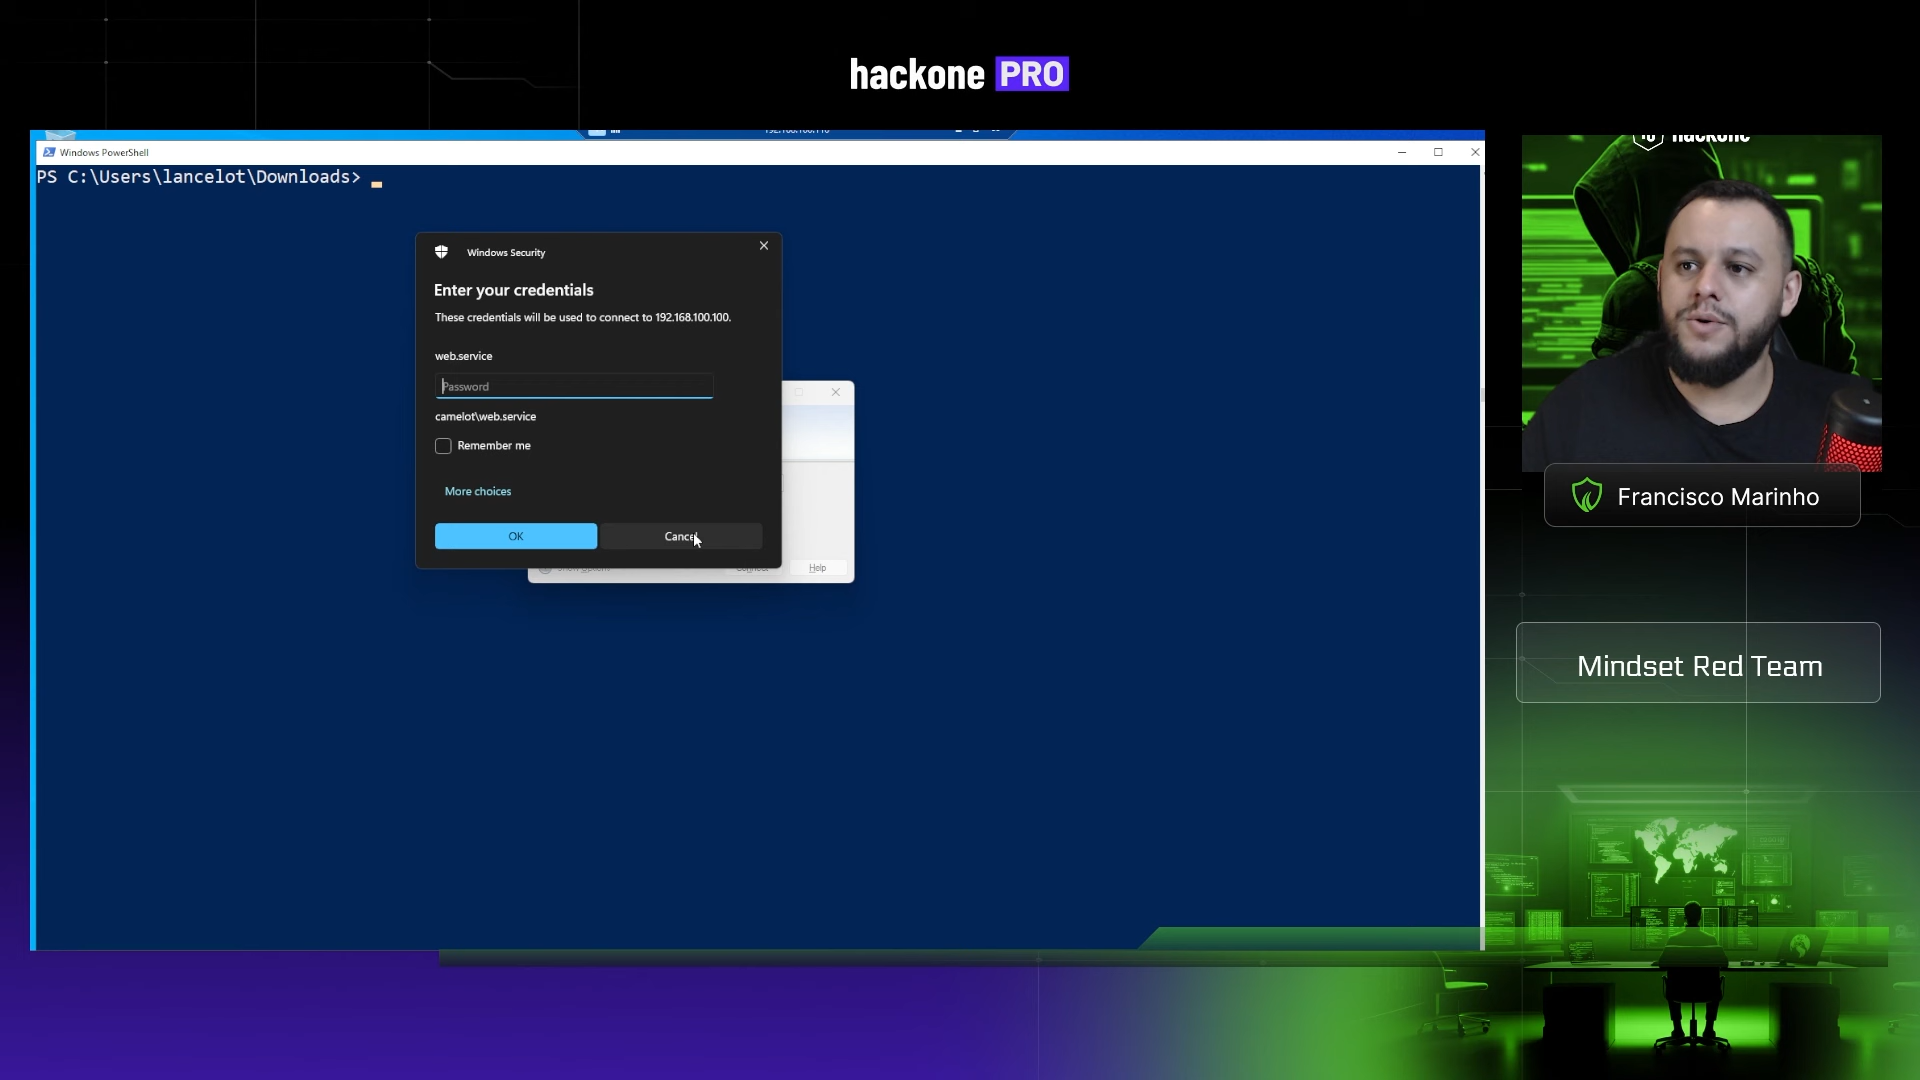 hackone PRO
hackone
Windows PowerShell
PS C:\Users\lancelot\Downloads>
Windows Security
Enter your credentials
These credentials will be used to connect to 192.168.100.100.
web.service
Password
camelot\web.service
Remember me
More choices
OK
Cancel
Help
Francisco Marinho
Mindset Red Team